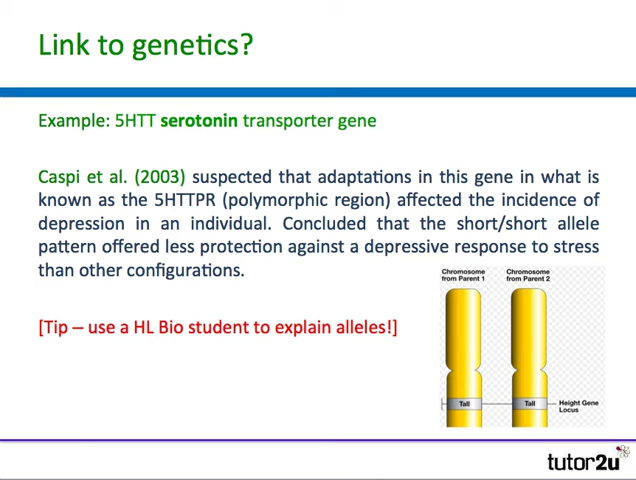 Link to genetics?
Example: 5HTT serotonin transporter gene
Caspi et al. (2003) suspected that adaptations in this gene in what is
known as the 5HTTPR (polymorphic region) affected the incidence of
depression in an individual. Concluded that the short/short allele
pattern offered less protection against a depressive response to stress
than other configurations.
Chromosome
from Parent 1
Chromosome
from Parent 2
[Tip – use a HL Bio student to explain alleles!]
Tall
Tall
Height Gene
Locus
tutor2u